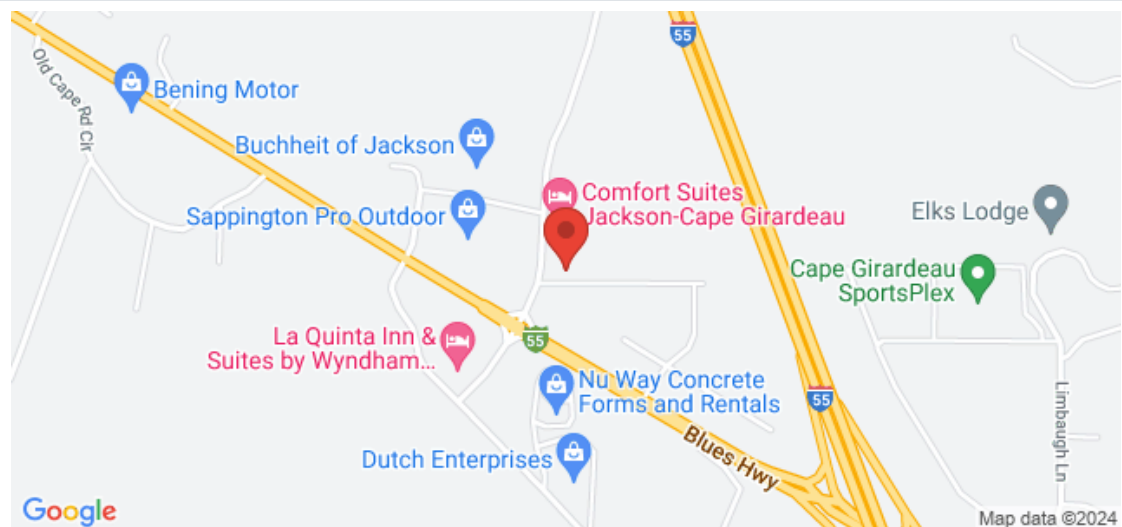 55
Old Cape Rd Cir
Bening Motor
Buchheit of Jackson
Comfort Suites
Jackson-Cape Girardeau
Sappington Pro Outdoor
Elks Lodge
Cape Girardeau
SportsPlex
La Quinta Inn &
Suites by Wyndham...
55
Nu Way Concrete
Forms and Rentals
55
Limbaugh Ln
Blues Hwy
Dutch Enterprises
Google
Map data ©2024